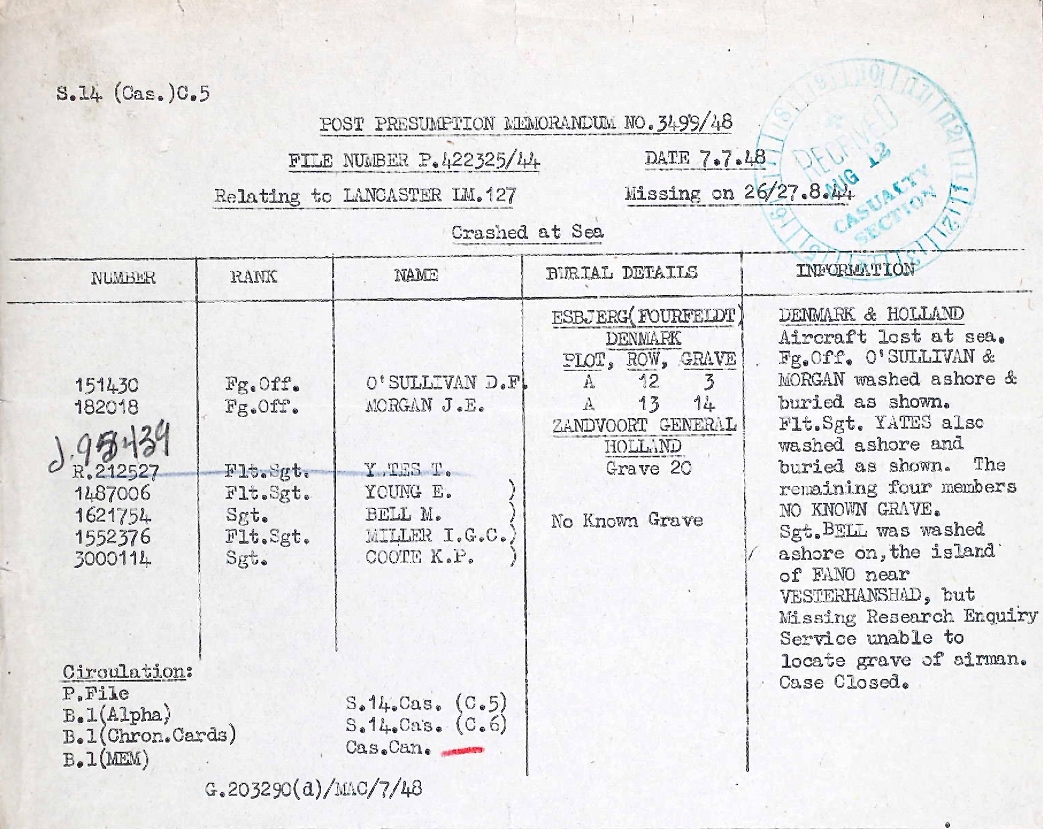 S.14 (Cas.)C.5
POST PRESUMPTION MEMORANDUM NO.3499/48
FILE NUMBER P.422325/44 DATE 7.7.48
Relating to LANCASTER LM.127 Missing on 26/27.8.44
Crashed at Sea
RECEIVED
AUG 12
CASUALTY
SECTION
NUMBER RANK NAME BURIAL DETAILS INFORMATION
ESBJERG(FOURFELDT) DENMARK & HOLLAND
DENMARK Aircraft lost at sea.
PLOT, ROW, GRAVE Fg.Off. O'SULLIVAN &
151430 Fg.Off. O'SULLIVAN D.F. A 12 3 MORGAN washed ashore &
182018 Fg.Off. MORGAN J.E. A 13 14 buried as shown.
ZANDVOORT GENERAL Flt.Sgt. YATES also
J.95439 HOLLAND washed ashore and
R.212527 Flt.Sgt. Y TES T. Grave 20 buried as shown. The
1487006 Flt.Sgt. YOUNG E. ) remaining four members
1621754 Sgt. BELL M. ) No Known Grave NO KNOWN GRAVE.
1552376 Flt.Sgt. MILLER I.G.C.) Sgt.BELL was washed
3000114 Sgt. COOTE K.P. ) ashore on,the island
of FANO near
VESTERHANSHAD, but
Missing Research Enquiry
Service unable to
locate grave of airman.
Case Closed.
Circulation:
P.File
B.1(Alpha) S.14.Cas. (C.5)
B.1(Chron.Cards) S.14.Cas. (C.6)
B.1(MEM) Cas.Can.
G.203290(d)/MAC/7/48